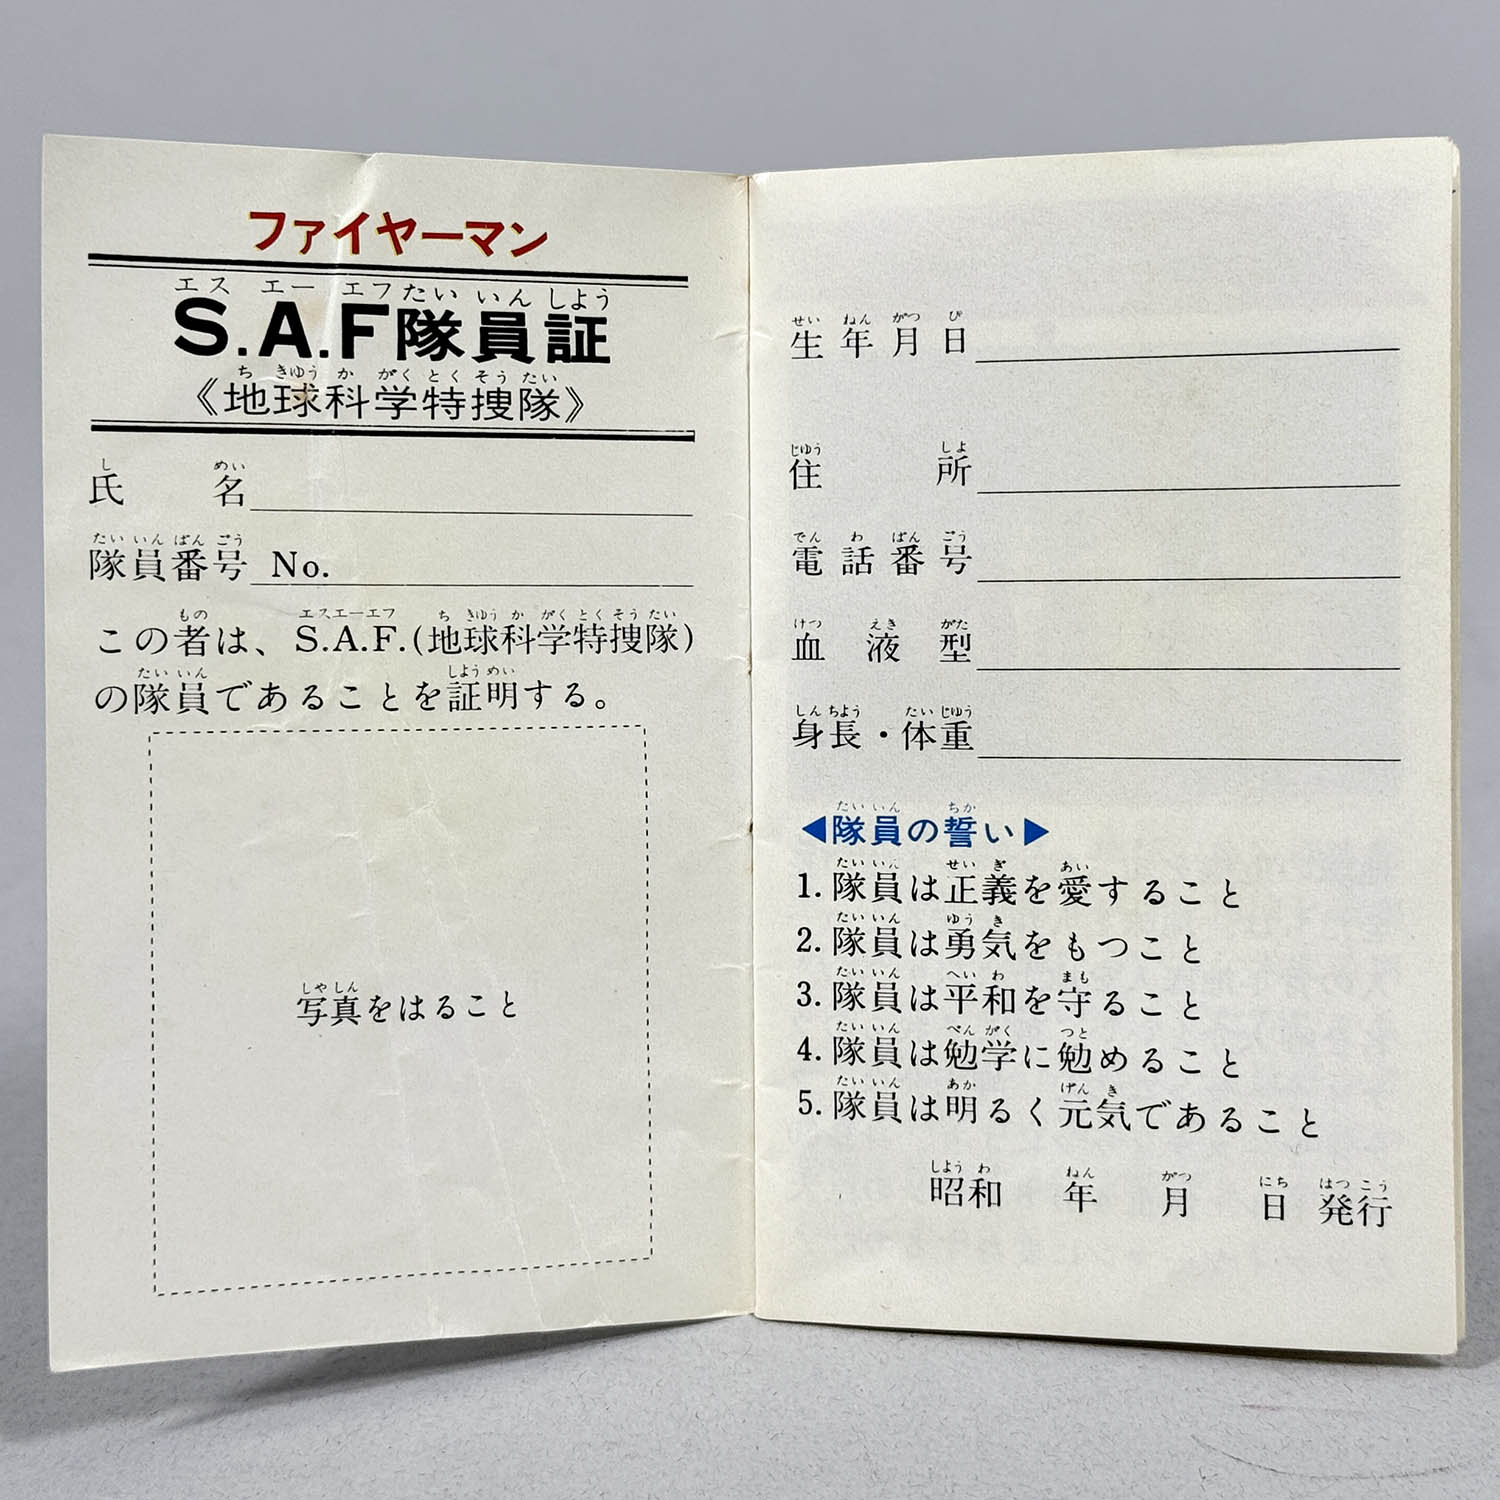 ファイヤーマン
エス エー エフ たい いん しよう
S.A.F隊員証
ち きゆう か がく とく そう たい
《地球科学特捜隊》
し めい
氏 名
たい いん ばん ごう
隊員番号 No.
もの エスエーエフ ち きゆう か がく とく そう たい
この者は、S.A.F.(地球科学特捜隊)
たい いん しよう めい
の隊員であることを証明する。
しや しん
写真をはること
せい ねん がつ ぴ
生年月日
じゆう しよ
住 所
でん わ ばん ごう
電話番号
けつ えき がた
血液型
しん ちよう たい じゆう
身長・体重
たい いん ちか
◀隊員の誓い▶
たい いん せい ぎ あい
1. 隊員は正義を愛すること
たい いん ゆう き
2. 隊員は勇気をもつこと
たい いん へい わ まも
3. 隊員は平和を守ること
たい いん べん がく つと
4. 隊員は勉学に勉めること
たい いん あか げん き
5. 隊員は明るく元気であること
しよう わ ねん がつ にち はつ こう
昭和 年 月 日 発行